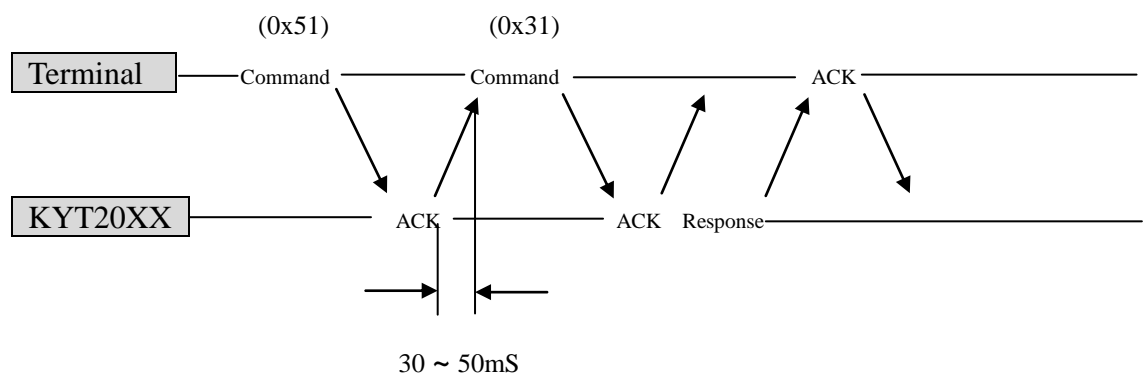 (0x51) (0x31)
Terminal Command Command ACK
KYT20XX ACK ACK Response
30 ~ 50mS